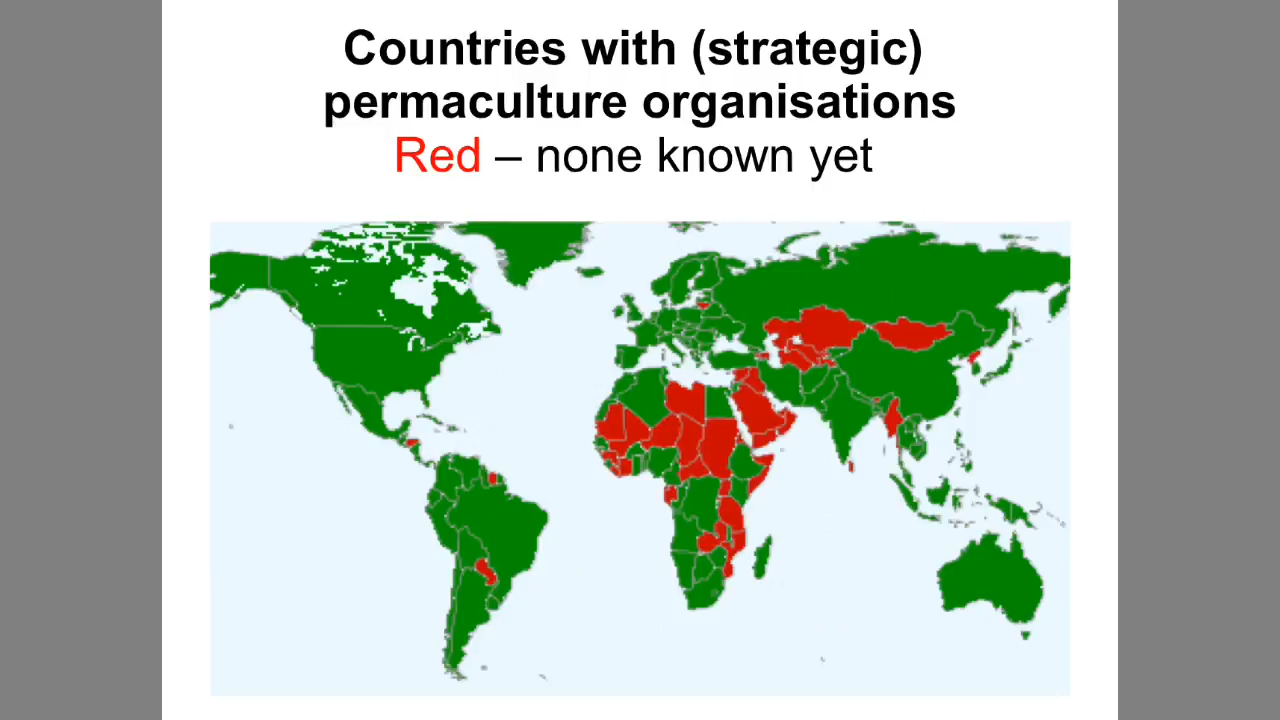 Countries with (strategic)
permaculture organisations
Red – none known yet